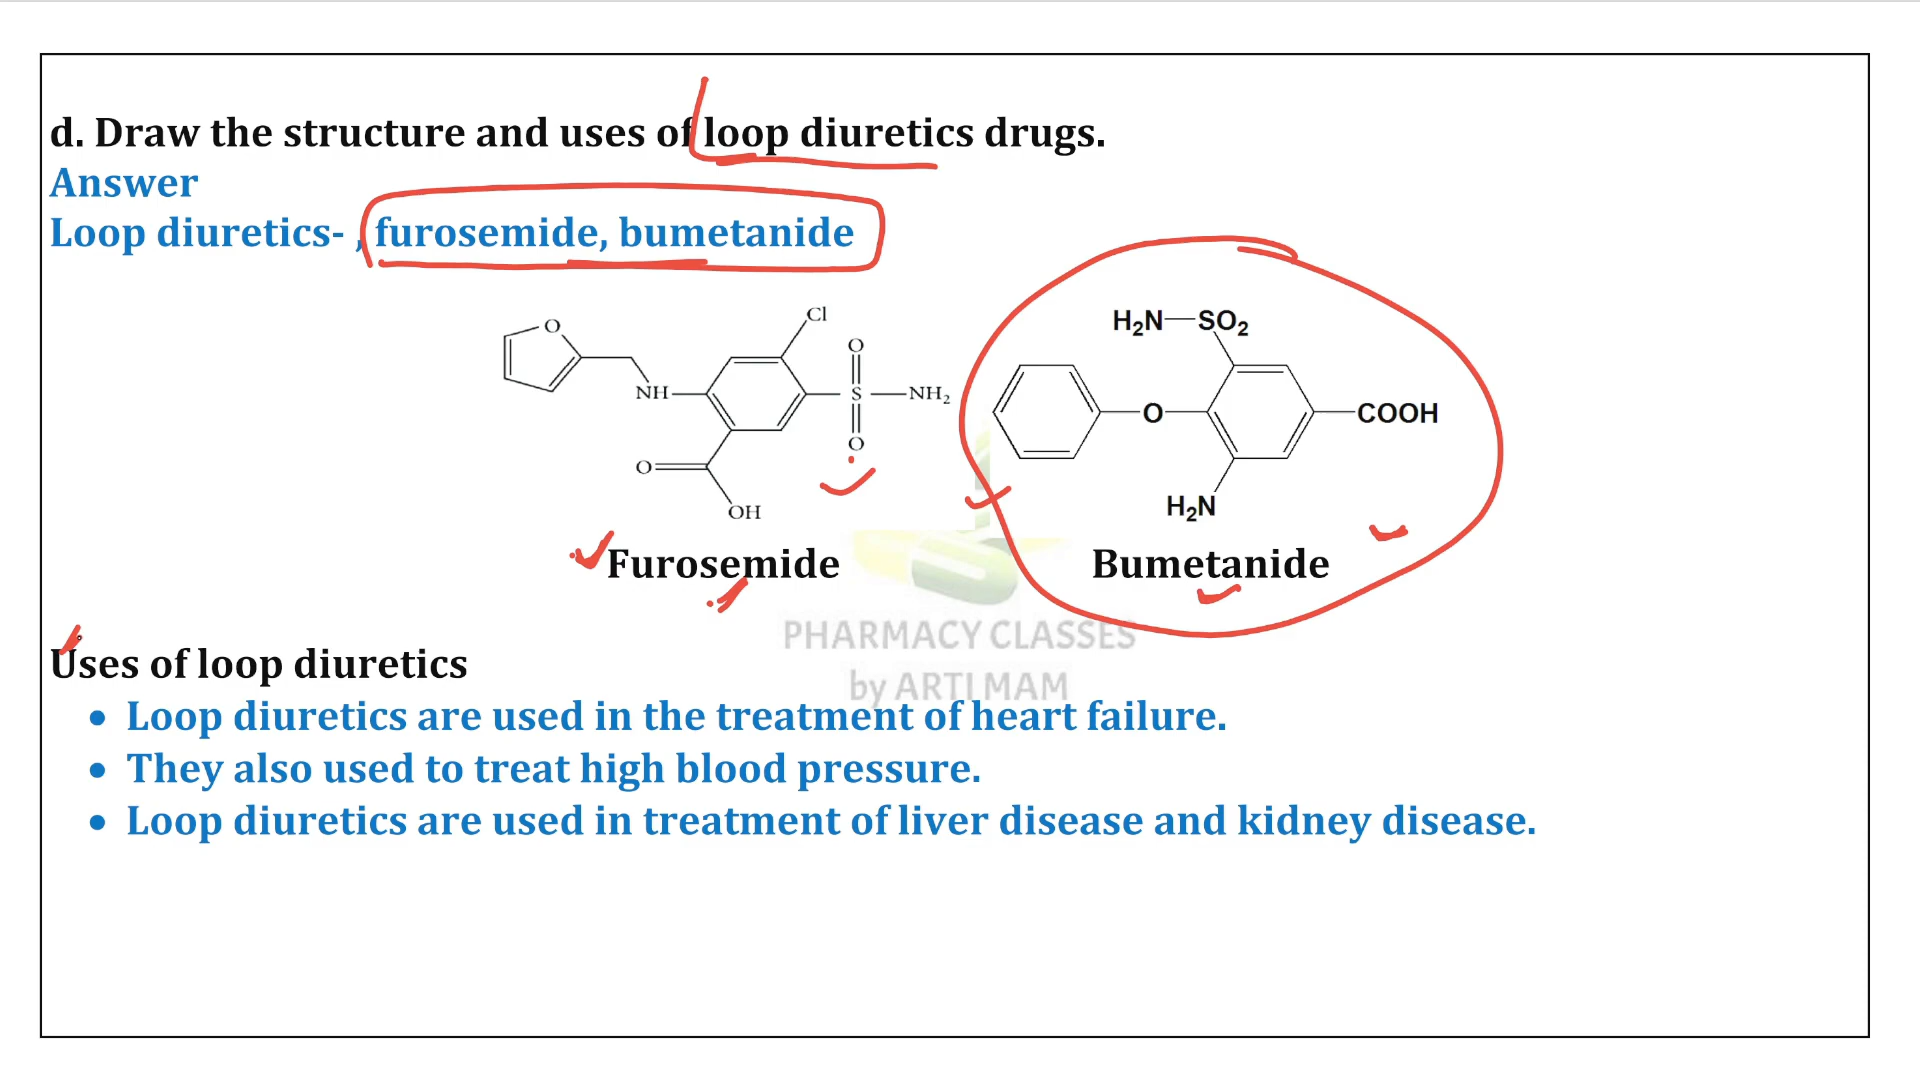 d. Draw the structure and uses of loop diuretics drugs.
Answer
Loop diuretics- , furosemide, bumetanide
Cl
O
O
NH
S
NH₂
O
O
OH
H₂N
SO₂
O
COOH
H₂N
Furosemide
Bumetanide
PHARMACY CLASSES
by ARTI MAM
Uses of loop diuretics
• Loop diuretics are used in the treatment of heart failure.
• They also used to treat high blood pressure.
• Loop diuretics are used in treatment of liver disease and kidney disease.